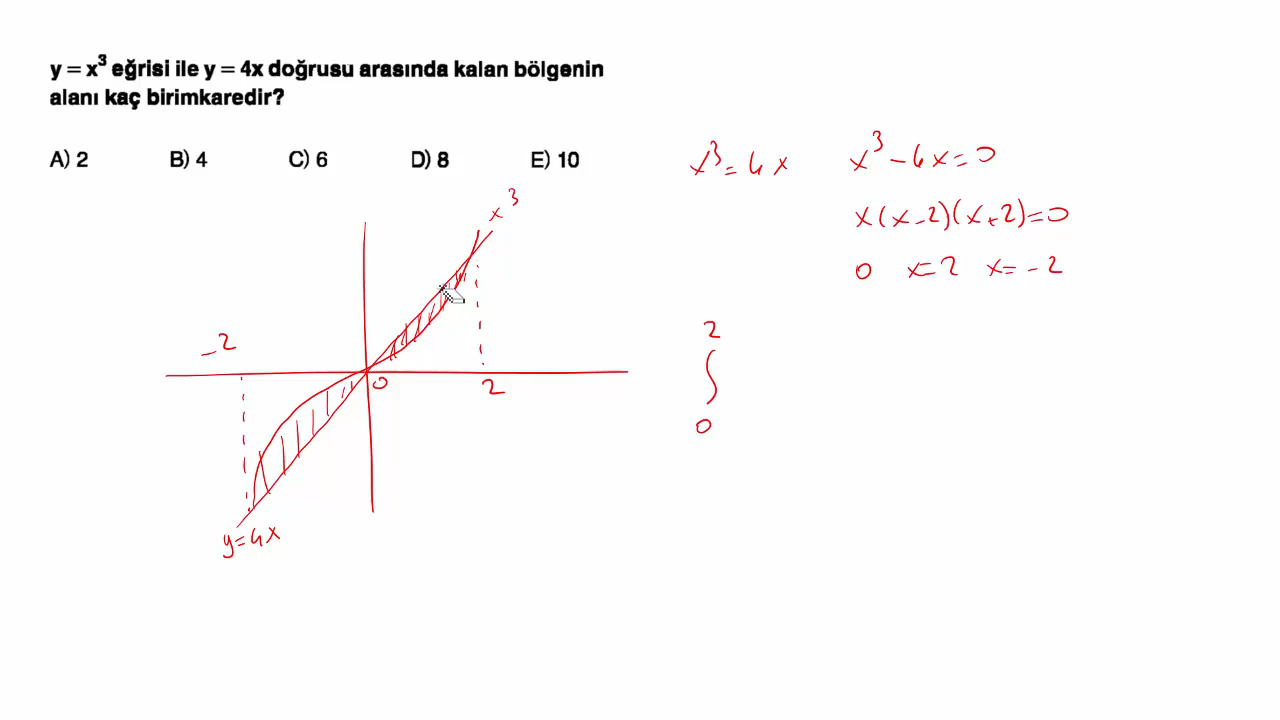 y = x³ eğrisi ile y = 4x doğrusu arasında kalan bölgenin
alanı kaç birimkaredir?
A) 2 B) 4 C) 6 D) 8 E) 10
x³ = 4x x³ - 4x = 0
x(x-2)(x+2)=0
0 x=2 x=-2
x³
-2
0
2
y=4x
2
∫
0